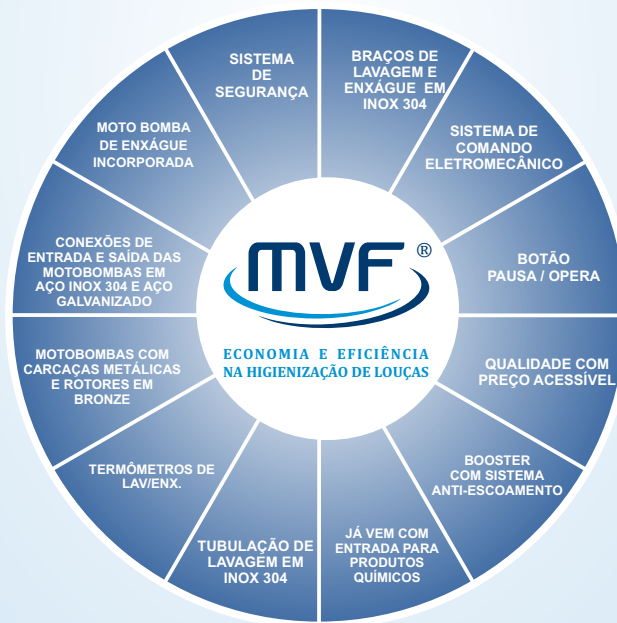 SISTEMA
DE
SEGURANÇA
BRAÇOS DE
LAVAGEM E
ENXÁGUE EM
INOX 304
SISTEMA DE
COMANDO
ELETROMECÂNICO
BOTÃO
PAUSA / OPERA
QUALIDADE COM
PREÇO ACESSÍVEL
BOOSTER
COM SISTEMA
ANTI-ESCOAMENTO
JÁ VEM COM
ENTRADA PARA
PRODUTOS
QUÍMICOS
TUBULAÇÃO DE
LAVAGEM EM
INOX 304
TERMÔMETROS DE
LAV/ENX.
MOTOBOMBAS COM
CARCAÇAS METÁLICAS
E ROTORES EM
BRONZE
CONEXÕES DE
ENTRADA E SAÍDA DAS
MOTOBOMBAS EM
AÇO INOX 304 E AÇO
GALVANIZADO
MOTO BOMBA
DE ENXÁGUE
INCORPORADA
MVF ®
ECONOMIA E EFICIÊNCIA
NA HIGIENIZAÇÃO DE LOUÇAS